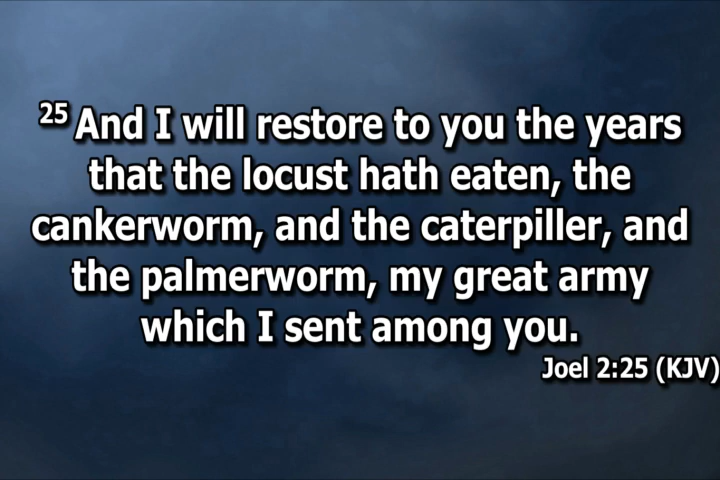 25 And I will restore to you the years
that the locust hath eaten, the
cankerworm, and the caterpiller, and
the palmerworm, my great army
which I sent among you.
Joel 2:25 (KJV)